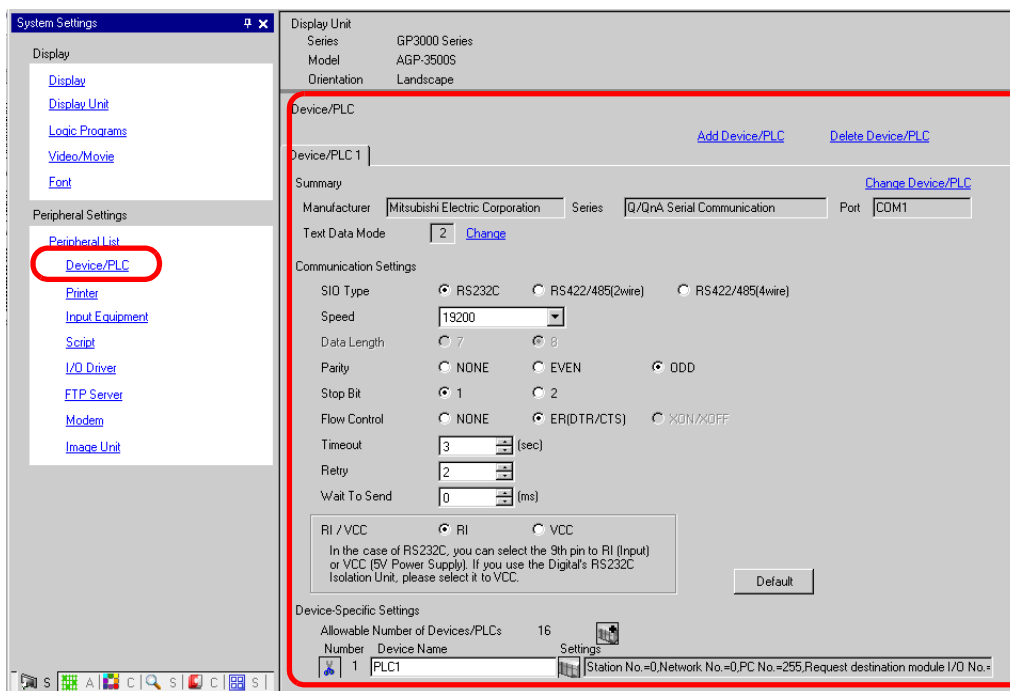 System Settings
Display
Display
Display Unit
Logic Programs
Video/Movie
Font
Peripheral Settings
Peripheral List
Device/PLC
Printer
Input Equipment
Script
I/O Driver
FTP Server
Modem
Image Unit
S A C S C S
Display Unit
Series GP3000 Series
Model AGP-3500S
Orientation Landscape
Device/PLC
Add Device/PLC Delete Device/PLC
Device/PLC 1
Summary Change Device/PLC
Manufacturer Mitsubishi Electric Corporation Series Q/QnA Serial Communication Port COM1
Text Data Mode 2 Change
Communication Settings
SIO Type RS232C RS422/485(2wire) RS422/485(4wire)
Speed 19200
Data Length 7 8
Parity NONE EVEN ODD
Stop Bit 1 2
Flow Control NONE ER(DTR/CTS) XON/XOFF
Timeout 3 (sec)
Retry 2
Wait To Send 0 (ms)
RI / VCC RI VCC
In the case of RS232C, you can select the 9th pin to RI (Input)
or VCC (5V Power Supply). If you use the Digital's RS232C
Isolation Unit, please select it to VCC.
Default
Device-Specific Settings
Allowable Number of Devices/PLCs 16
Number Device Name Settings
1 PLC1 Station No.=0,Network No.=0,PC No.=255,Request destination module I/O No.=